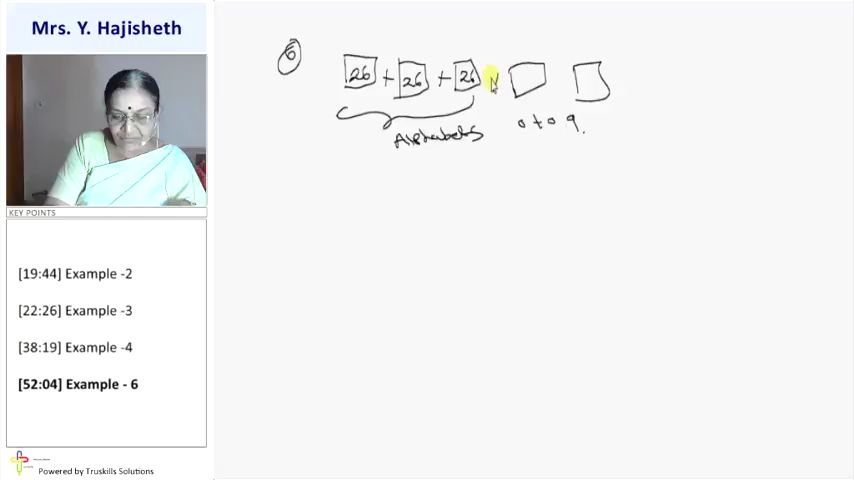 Mrs. Y. Hajisheth
KEY POINTS
[19:44] Example -2
[22:26] Example -3
[38:19] Example -4
[52:04] Example - 6
Powered by Truskills Solutions
6
26 + 26 + 26
Alphabets
0 to 9.